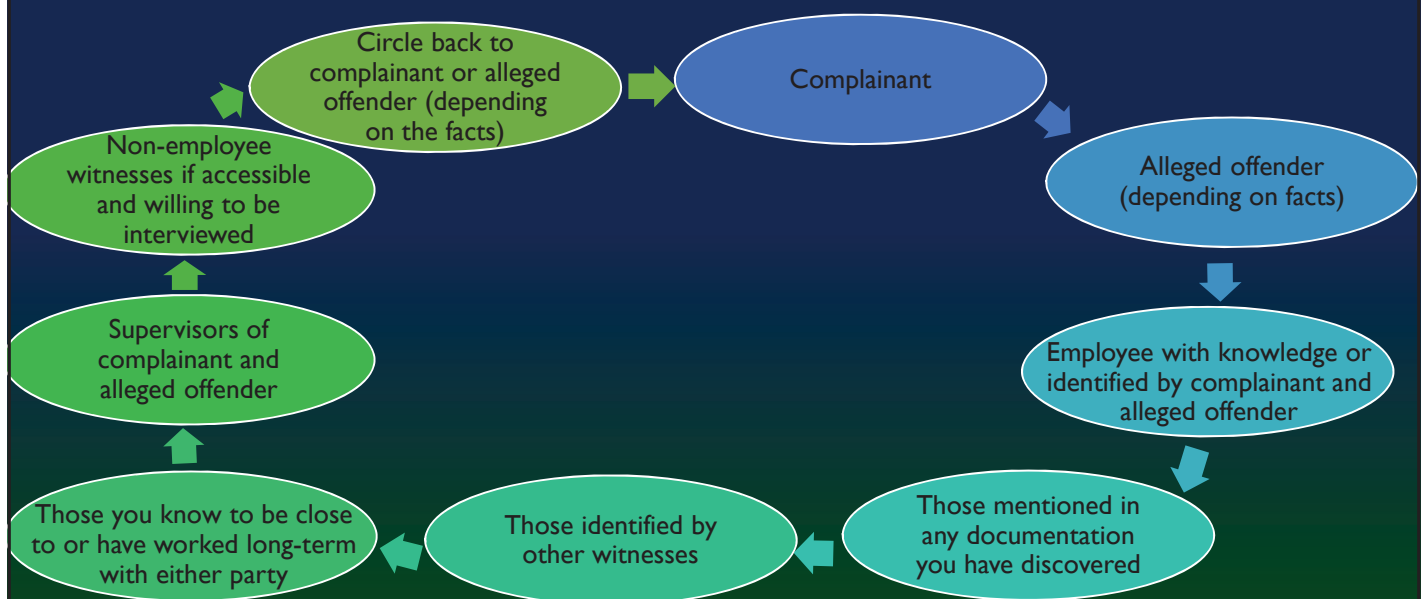 Circle back to
complainant or alleged
offender (depending
on the facts)
Complainant
Alleged offender
(depending on facts)
Employee with knowledge or
identified by complainant and
alleged offender
Those mentioned in
any documentation
you have discovered
Those identified by
other witnesses
Those you know to be close
to or have worked long-term
with either party
Supervisors of
complainant and
alleged offender
Non-employee
witnesses if accessible
and willing to be
interviewed